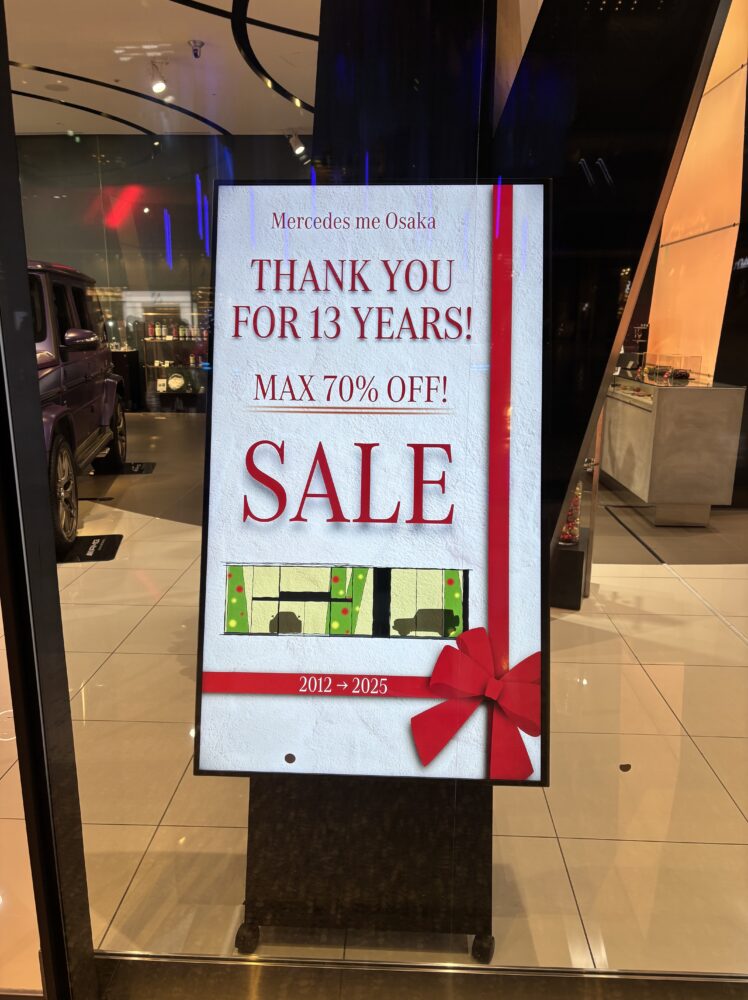 Mercedes me Osaka
THANK YOU
FOR 13 YEARS!
MAX 70% OFF!
SALE
2012 → 2025